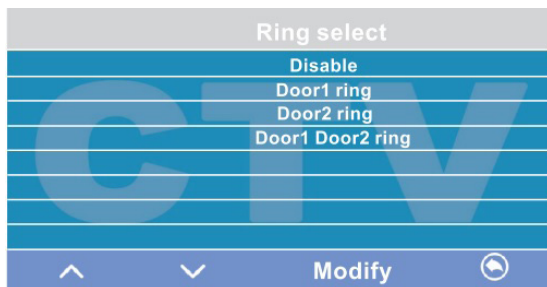 Ring select
Disable
Door1 ring
Door2 ring
Door1 Door2 ring
CTV
Modify